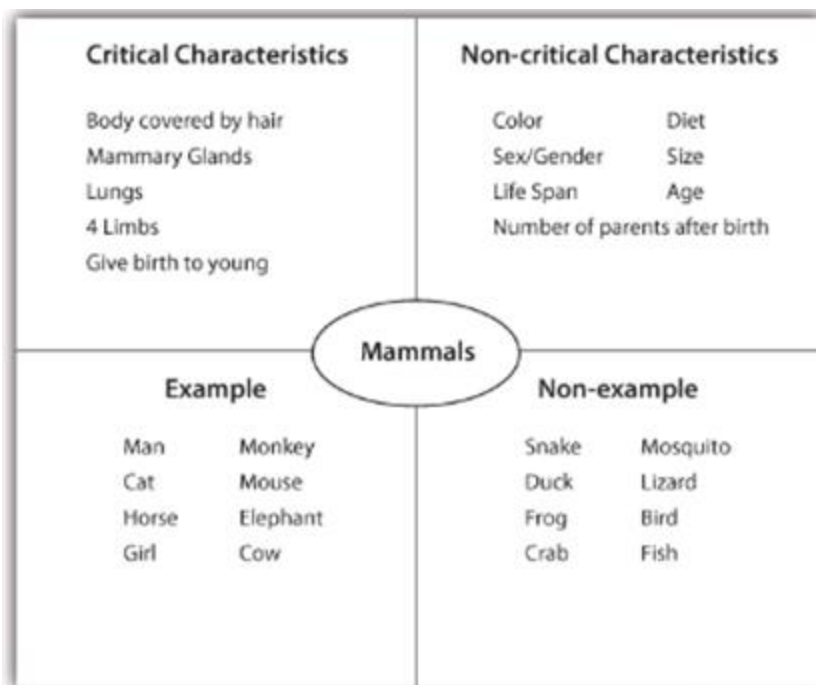 Critical Characteristics
Body covered by hair
Mammary Glands
Lungs
4 Limbs
Give birth to young
Non-critical Characteristics
Color Diet
Sex/Gender Size
Life Span Age
Number of parents after birth
Mammals
Example
Man Monkey
Cat Mouse
Horse Elephant
Girl Cow
Non-example
Snake Mosquito
Duck Lizard
Frog Bird
Crab Fish